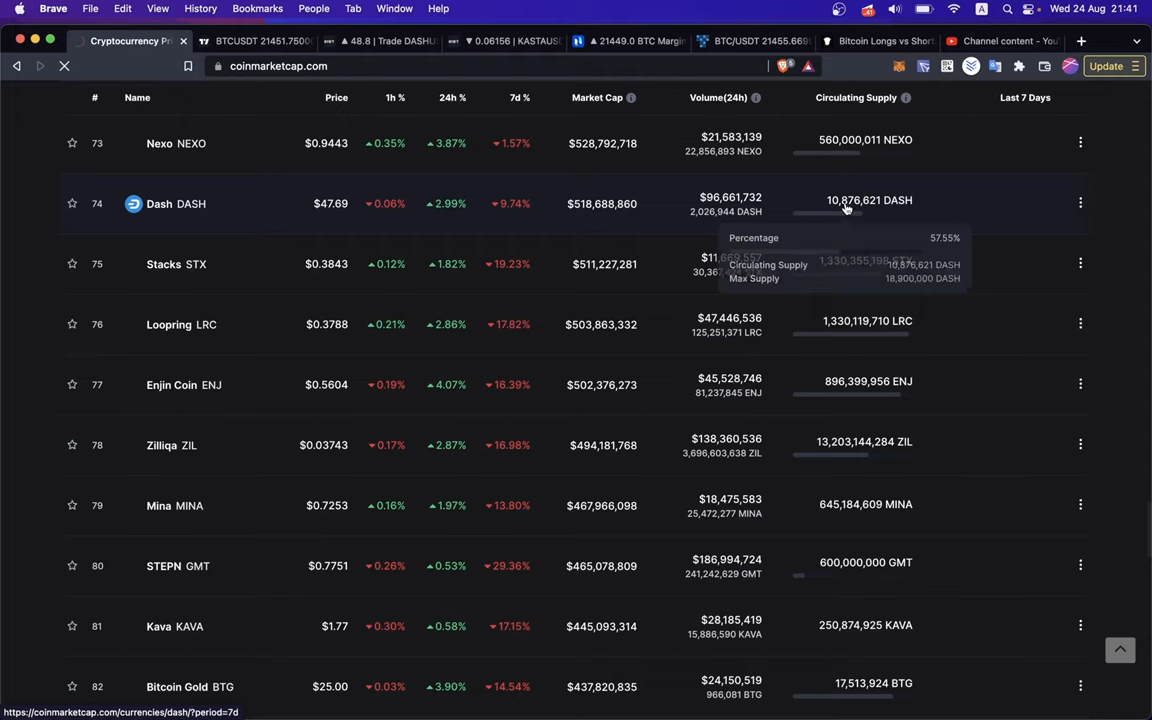 Brave File Edit View History Bookmarks People Tab Window Help A Wed 24 Aug 21:41
Cryptocurrency Pri BTCUSDT 21451.7500 ▲ 48.8 | Trade DASHU ▼ 0.06156 | KASTAUS ▲ 21449.0 BTC Margin BTC/USDT 21455.669 Bitcoin Longs vs Short Channel content - You
coinmarketcap.com Update
# Name Price 1h % 24h % 7d % Market Cap Volume(24h) Circulating Supply Last 7 Days
73 Nexo NEXO $0.9443 0.35% 3.87% 1.57% $528,792,718 $21,583,139 560,000,011 NEXO
22,856,893 NEXO
74 Dash DASH $47.69 0.06% 2.99% 9.74% $518,688,860 $96,661,732 10,876,621 DASH
2,026,944 DASH
Percentage 57.55%
Circulating Supply 10,876,621 DASH
Max Supply 18,900,000 DASH
75 Stacks STX $0.3843 0.12% 1.82% 19.23% $511,227,281
76 Loopring LRC $0.3788 0.21% 2.86% 17.82% $503,863,332 $47,446,536 1,330,119,710 LRC
125,251,371 LRC
77 Enjin Coin ENJ $0.5604 0.19% 4.07% 16.39% $502,376,273 $45,528,746 896,399,956 ENJ
81,237,845 ENJ
78 Zilliqa ZIL $0.03743 0.17% 2.87% 16.98% $494,181,768 $138,360,536 13,203,144,284 ZIL
3,696,603,638 ZIL
79 Mina MINA $0.7253 0.16% 1.97% 13.80% $467,966,098 $18,475,583 645,184,609 MINA
25,472,277 MINA
80 STEPN GMT $0.7751 0.26% 0.53% 29.36% $465,078,809 $186,994,724 600,000,000 GMT
241,242,629 GMT
81 Kava KAVA $1.77 0.30% 0.58% 17.15% $445,093,314 $28,185,419 250,874,925 KAVA
15,886,590 KAVA
82 Bitcoin Gold BTG $25.00 0.03% 3.90% 14.54% $437,820,835 $24,150,519 17,513,924 BTG
966,081 BTG
https://coinmarketcap.com/currencies/dash/?period=7d